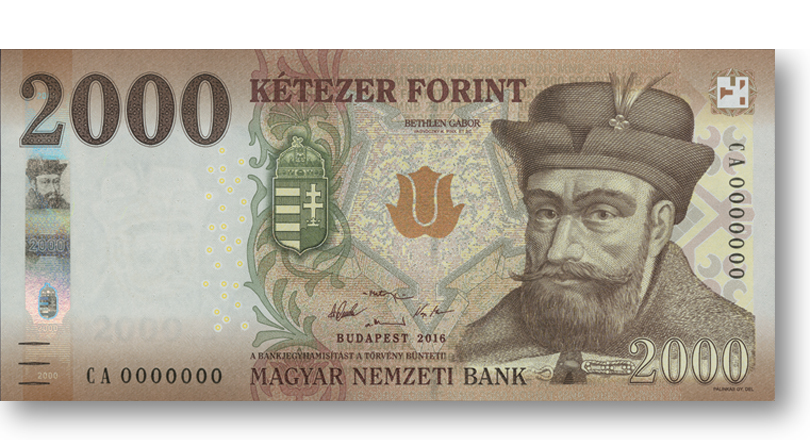 2000
KÉTEZER FORINT
BETHLEN GÁBOR
CA 0000000
2000
BUDAPEST 2016
A BANKJEGYHAMISÍTÁST A TÖRVÉNY BÜNTETI!
2000
CA 0000000
MAGYAR NEMZETI BANK
2000